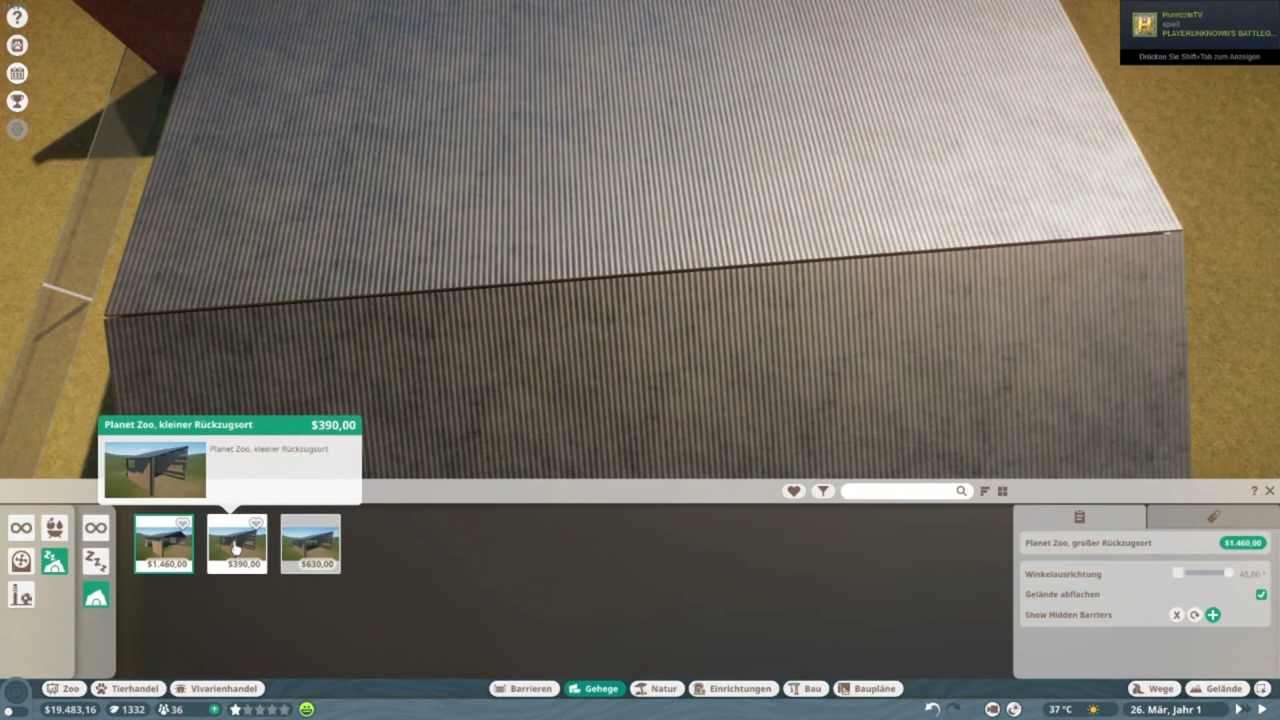 HunizzleTV
spielt
PLAYERUNKNOWN'S BATTLEG...
Drücken Sie Shift+Tab zum Anzeigen
Planet Zoo, kleiner Rückzugsort $390,00
Planet Zoo, kleiner Rückzugsort
? ×
$1.460,00 $390,00 $630,00
Planet Zoo, großer Rückzugsort $1.460,00
Winkelausrichtung 45,00 °
Gelände abflachen
Show Hidden Barriers X
Zoo Tierhandel Vivarienhandel Barrieren Gehege Natur Einrichtungen Bau Baupläne Wege Gelände
$19.483,16 1332 36 37 °C 26. Mär, Jahr 1